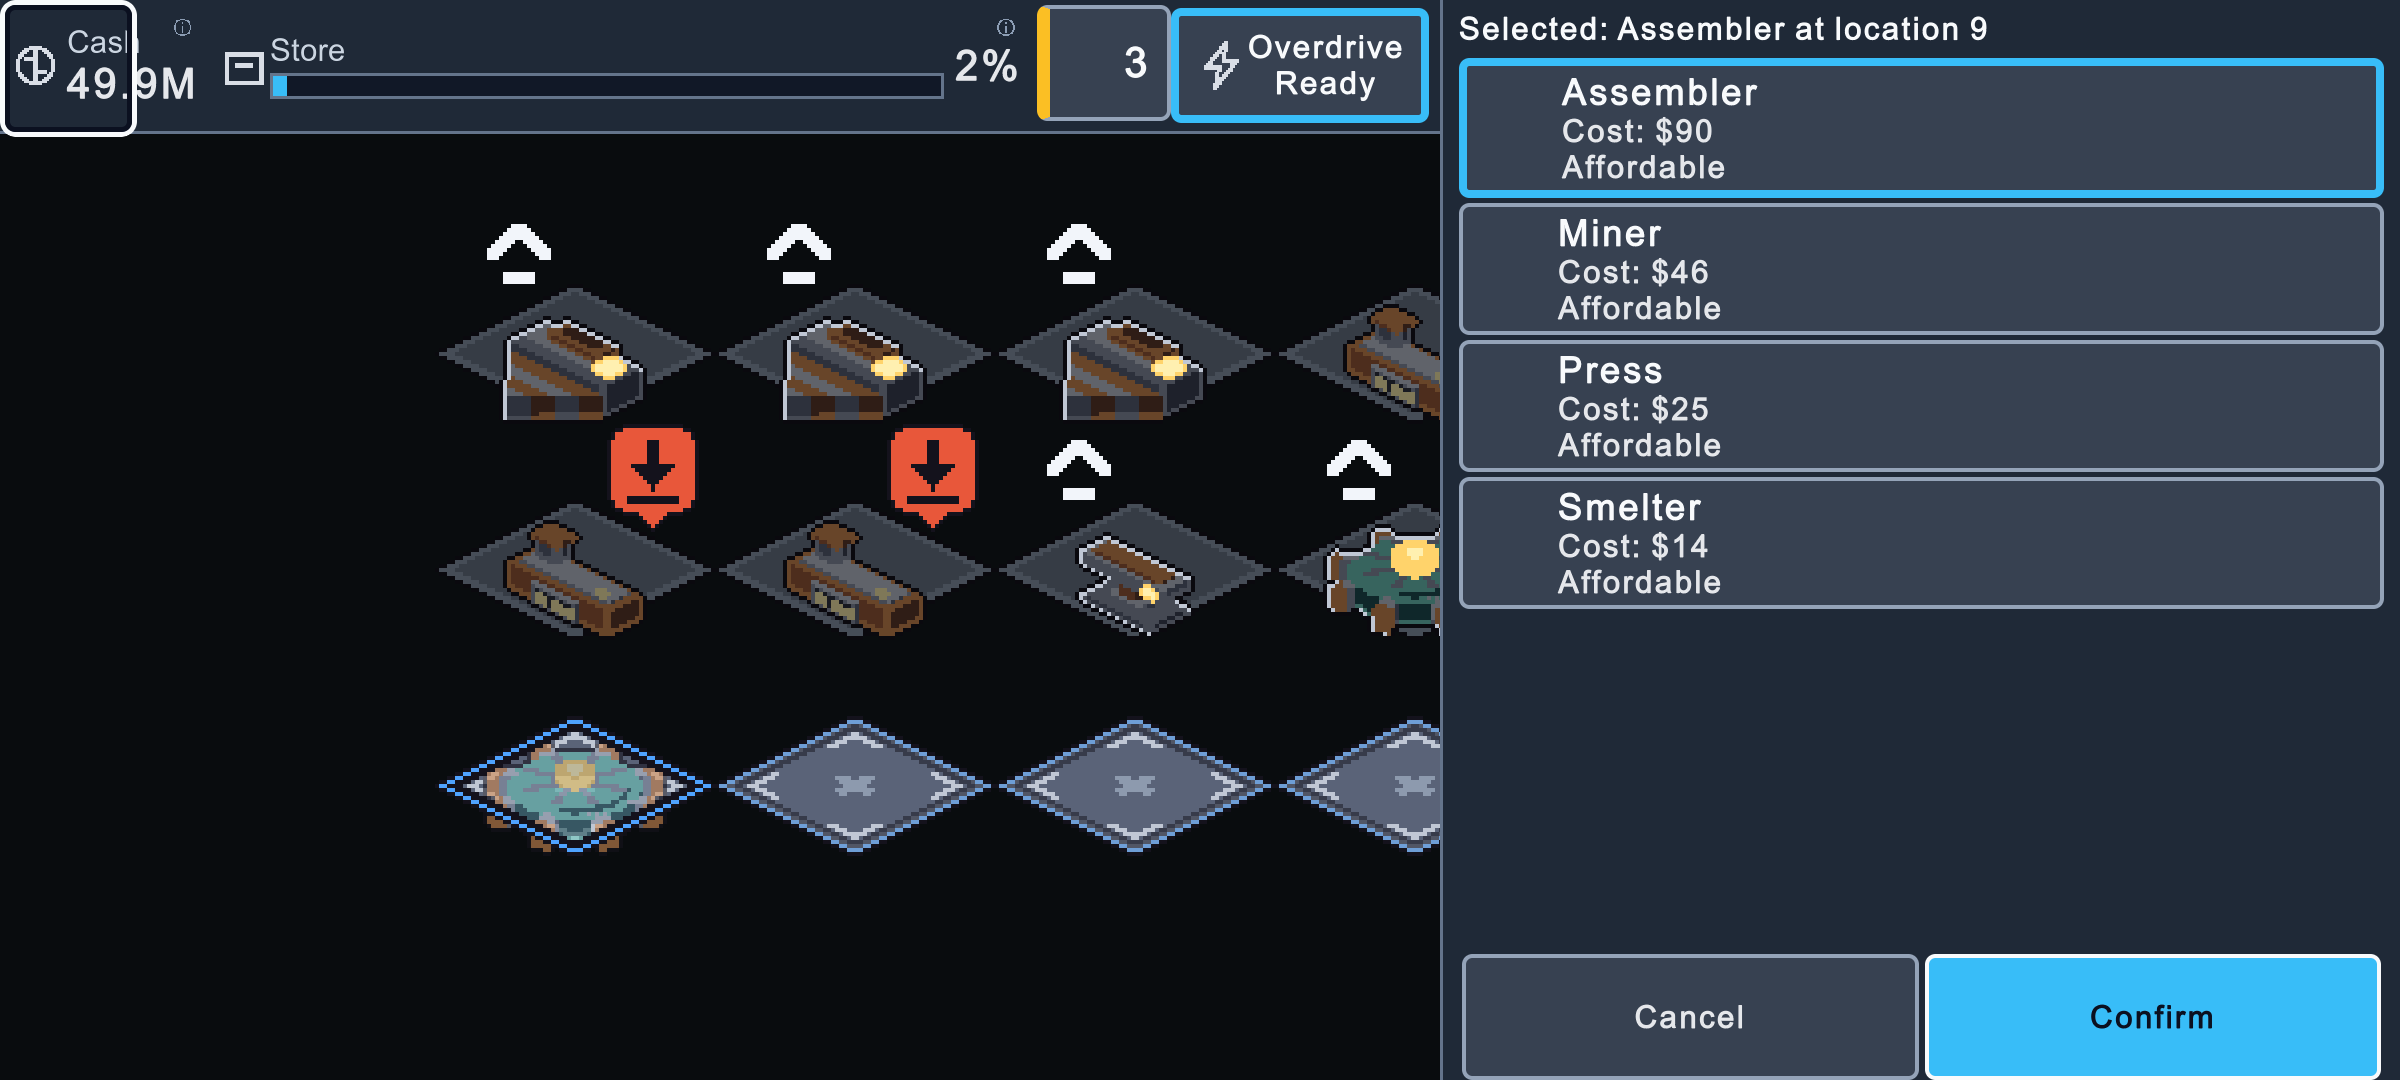 Cash
49.9M
Store
2%
3
Overdrive
Ready
Selected: Assembler at location 9
Assembler
Cost: $90
Affordable
Miner
Cost: $46
Affordable
Press
Cost: $25
Affordable
Smelter
Cost: $14
Affordable
Cancel
Confirm